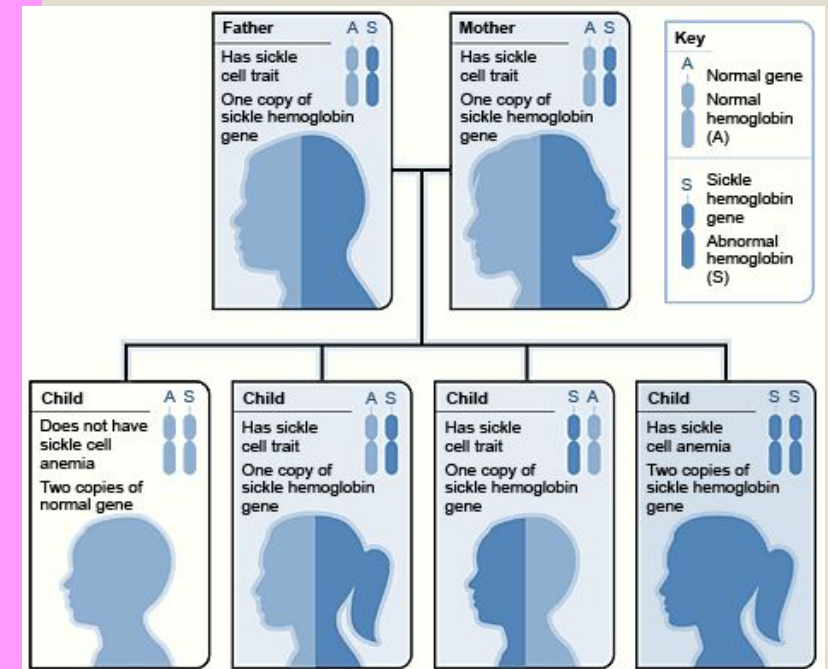 Father A S
Has sickle
cell trait
One copy of
sickle hemoglobin
gene
Mother A S
Has sickle
cell trait
One copy of
sickle hemoglobin
gene
Key
A
Normal gene
Normal
hemoglobin
(A)
S
Sickle
hemoglobin
gene
Abnormal
hemoglobin
(S)
Child A S
Does not have
sickle cell
anemia
Two copies of
normal gene
Child A S
Has sickle
cell trait
One copy of
sickle hemoglobin
gene
Child S A
Has sickle
cell trait
One copy of
sickle hemoglobin
gene
Child S S
Has sickle
cell anemia
Two copies of
sickle hemoglobin
gene